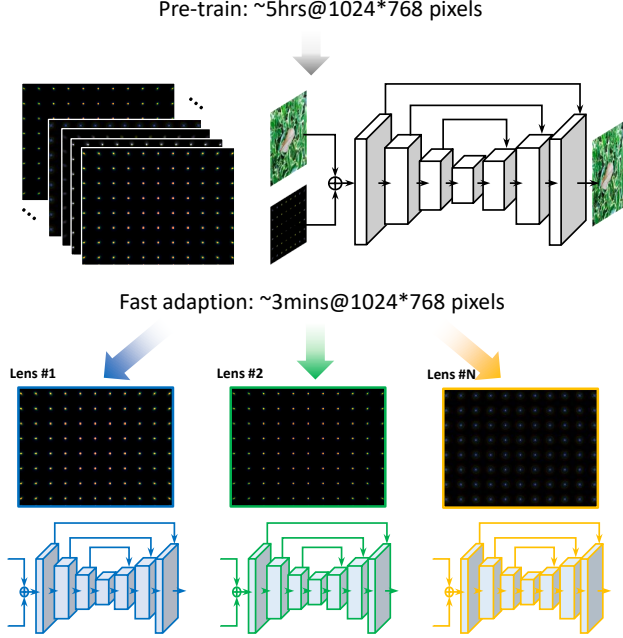 Pre-train: ~5hrs@1024*768 pixels
Fast adaption: ~3mins@1024*768 pixels
Lens #1
Lens #2
Lens #N